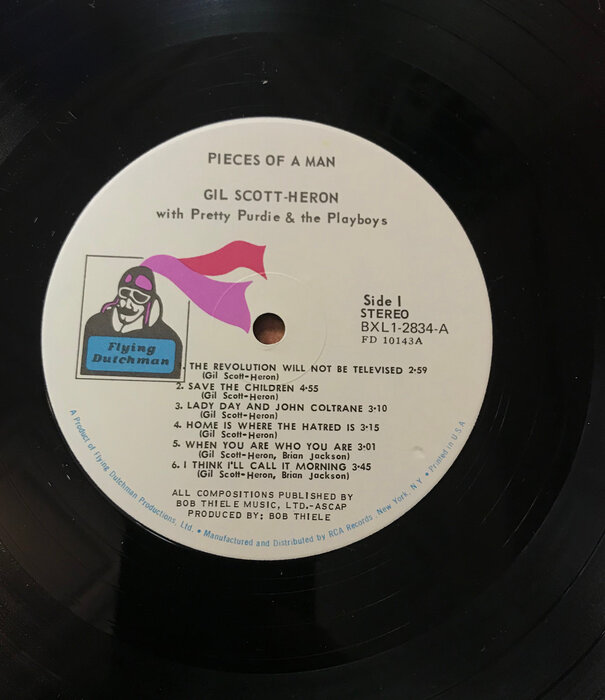 PIECES OF A MAN
GIL SCOTT-HERON
with Pretty Purdie & the Playboys
Side I
STEREO
BXL1-2834-A
FD 10143A
Flying
Dutchman
1. THE REVOLUTION WILL NOT BE TELEVISED 2·59
(Gil Scott-Heron)
2. SAVE THE CHILDREN 4·55
(Gil Scott-Heron)
3. LADY DAY AND JOHN COLTRANE 3·10
(Gil Scott-Heron)
4. HOME IS WHERE THE HATRED IS 3·15
(Gil Scott-Heron)
5. WHEN YOU ARE WHO YOU ARE 3·01
(Gil Scott-Heron, Brian Jackson)
6. I THINK I'LL CALL IT MORNING 3·45
(Gil Scott-Heron, Brian Jackson)
ALL COMPOSITIONS PUBLISHED BY
BOB THIELE MUSIC, LTD.-ASCAP
PRODUCED BY: BOB THIELE
A Product of Flying Dutchman Productions, Ltd. • Manufactured and Distributed by RCA Records, New York, N.Y. • Printed in U.S.A.